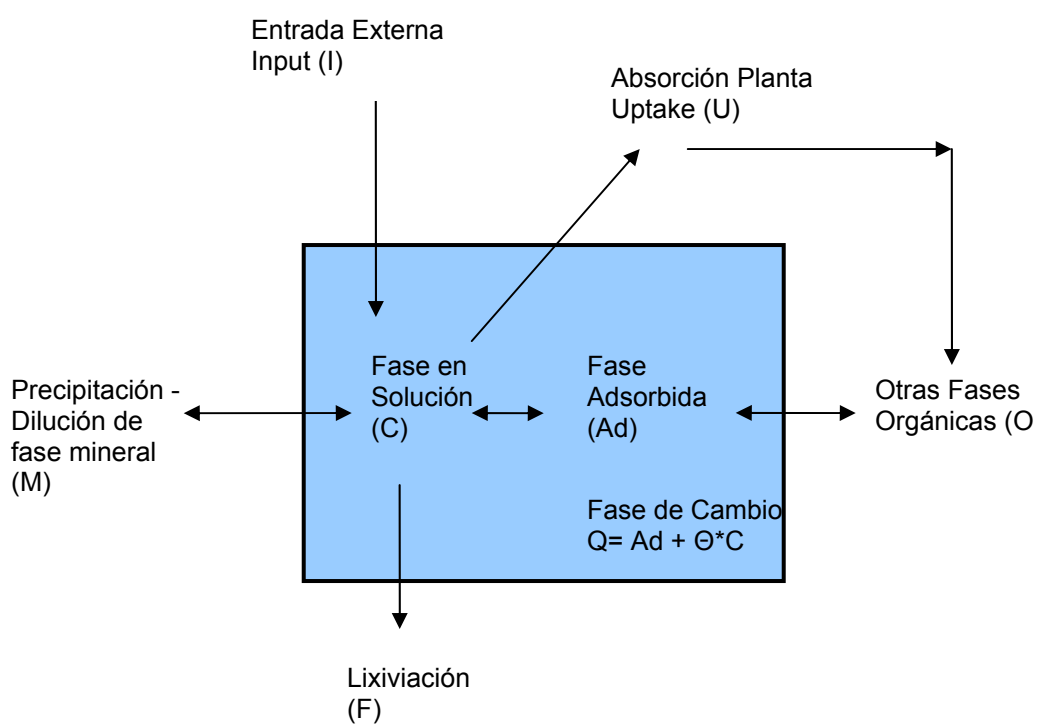 Entrada Externa
Input (I)
Absorción Planta
Uptake (U)
Precipitación -
Dilución de
fase mineral
(M)
Fase en
Solución
(C)
Fase
Adsorbida
(Ad)
Otras Fases
Orgánicas (O
Fase de Cambio
Q= Ad + Θ*C
Lixiviación
(F)